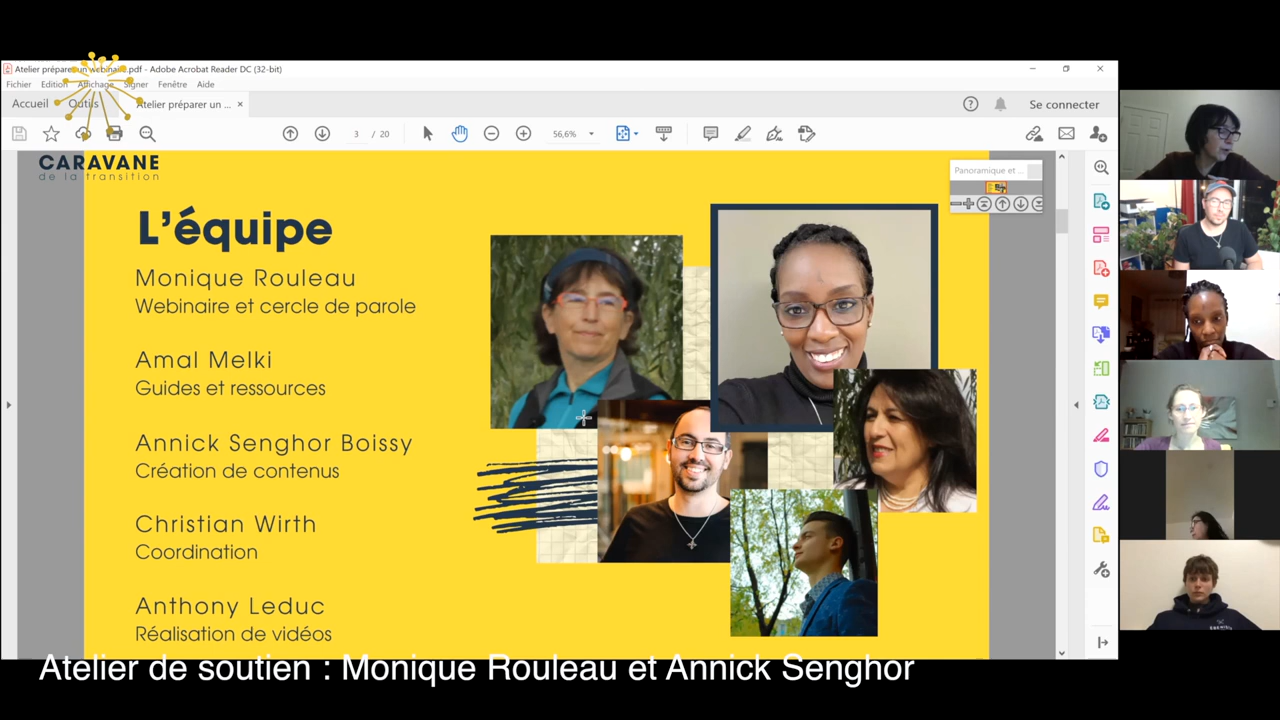 Atelier préparer un webinaire.pdf - Adobe Acrobat Reader DC (32-bit)
Fichier Edition Affichage Signer Fenêtre Aide
Accueil Outils Atelier préparer un ... × Se connecter
3 / 20 56,6%
CARAVANE
de la transition
Panoramique et ...
L'équipe
Monique Rouleau
Webinaire et cercle de parole
Amal Melki
Guides et ressources
Annick Senghor Boissy
Création de contenus
Christian Wirth
Coordination
Anthony Leduc
Réalisation de vidéos
Atelier de soutien : Monique Rouleau et Annick Senghor